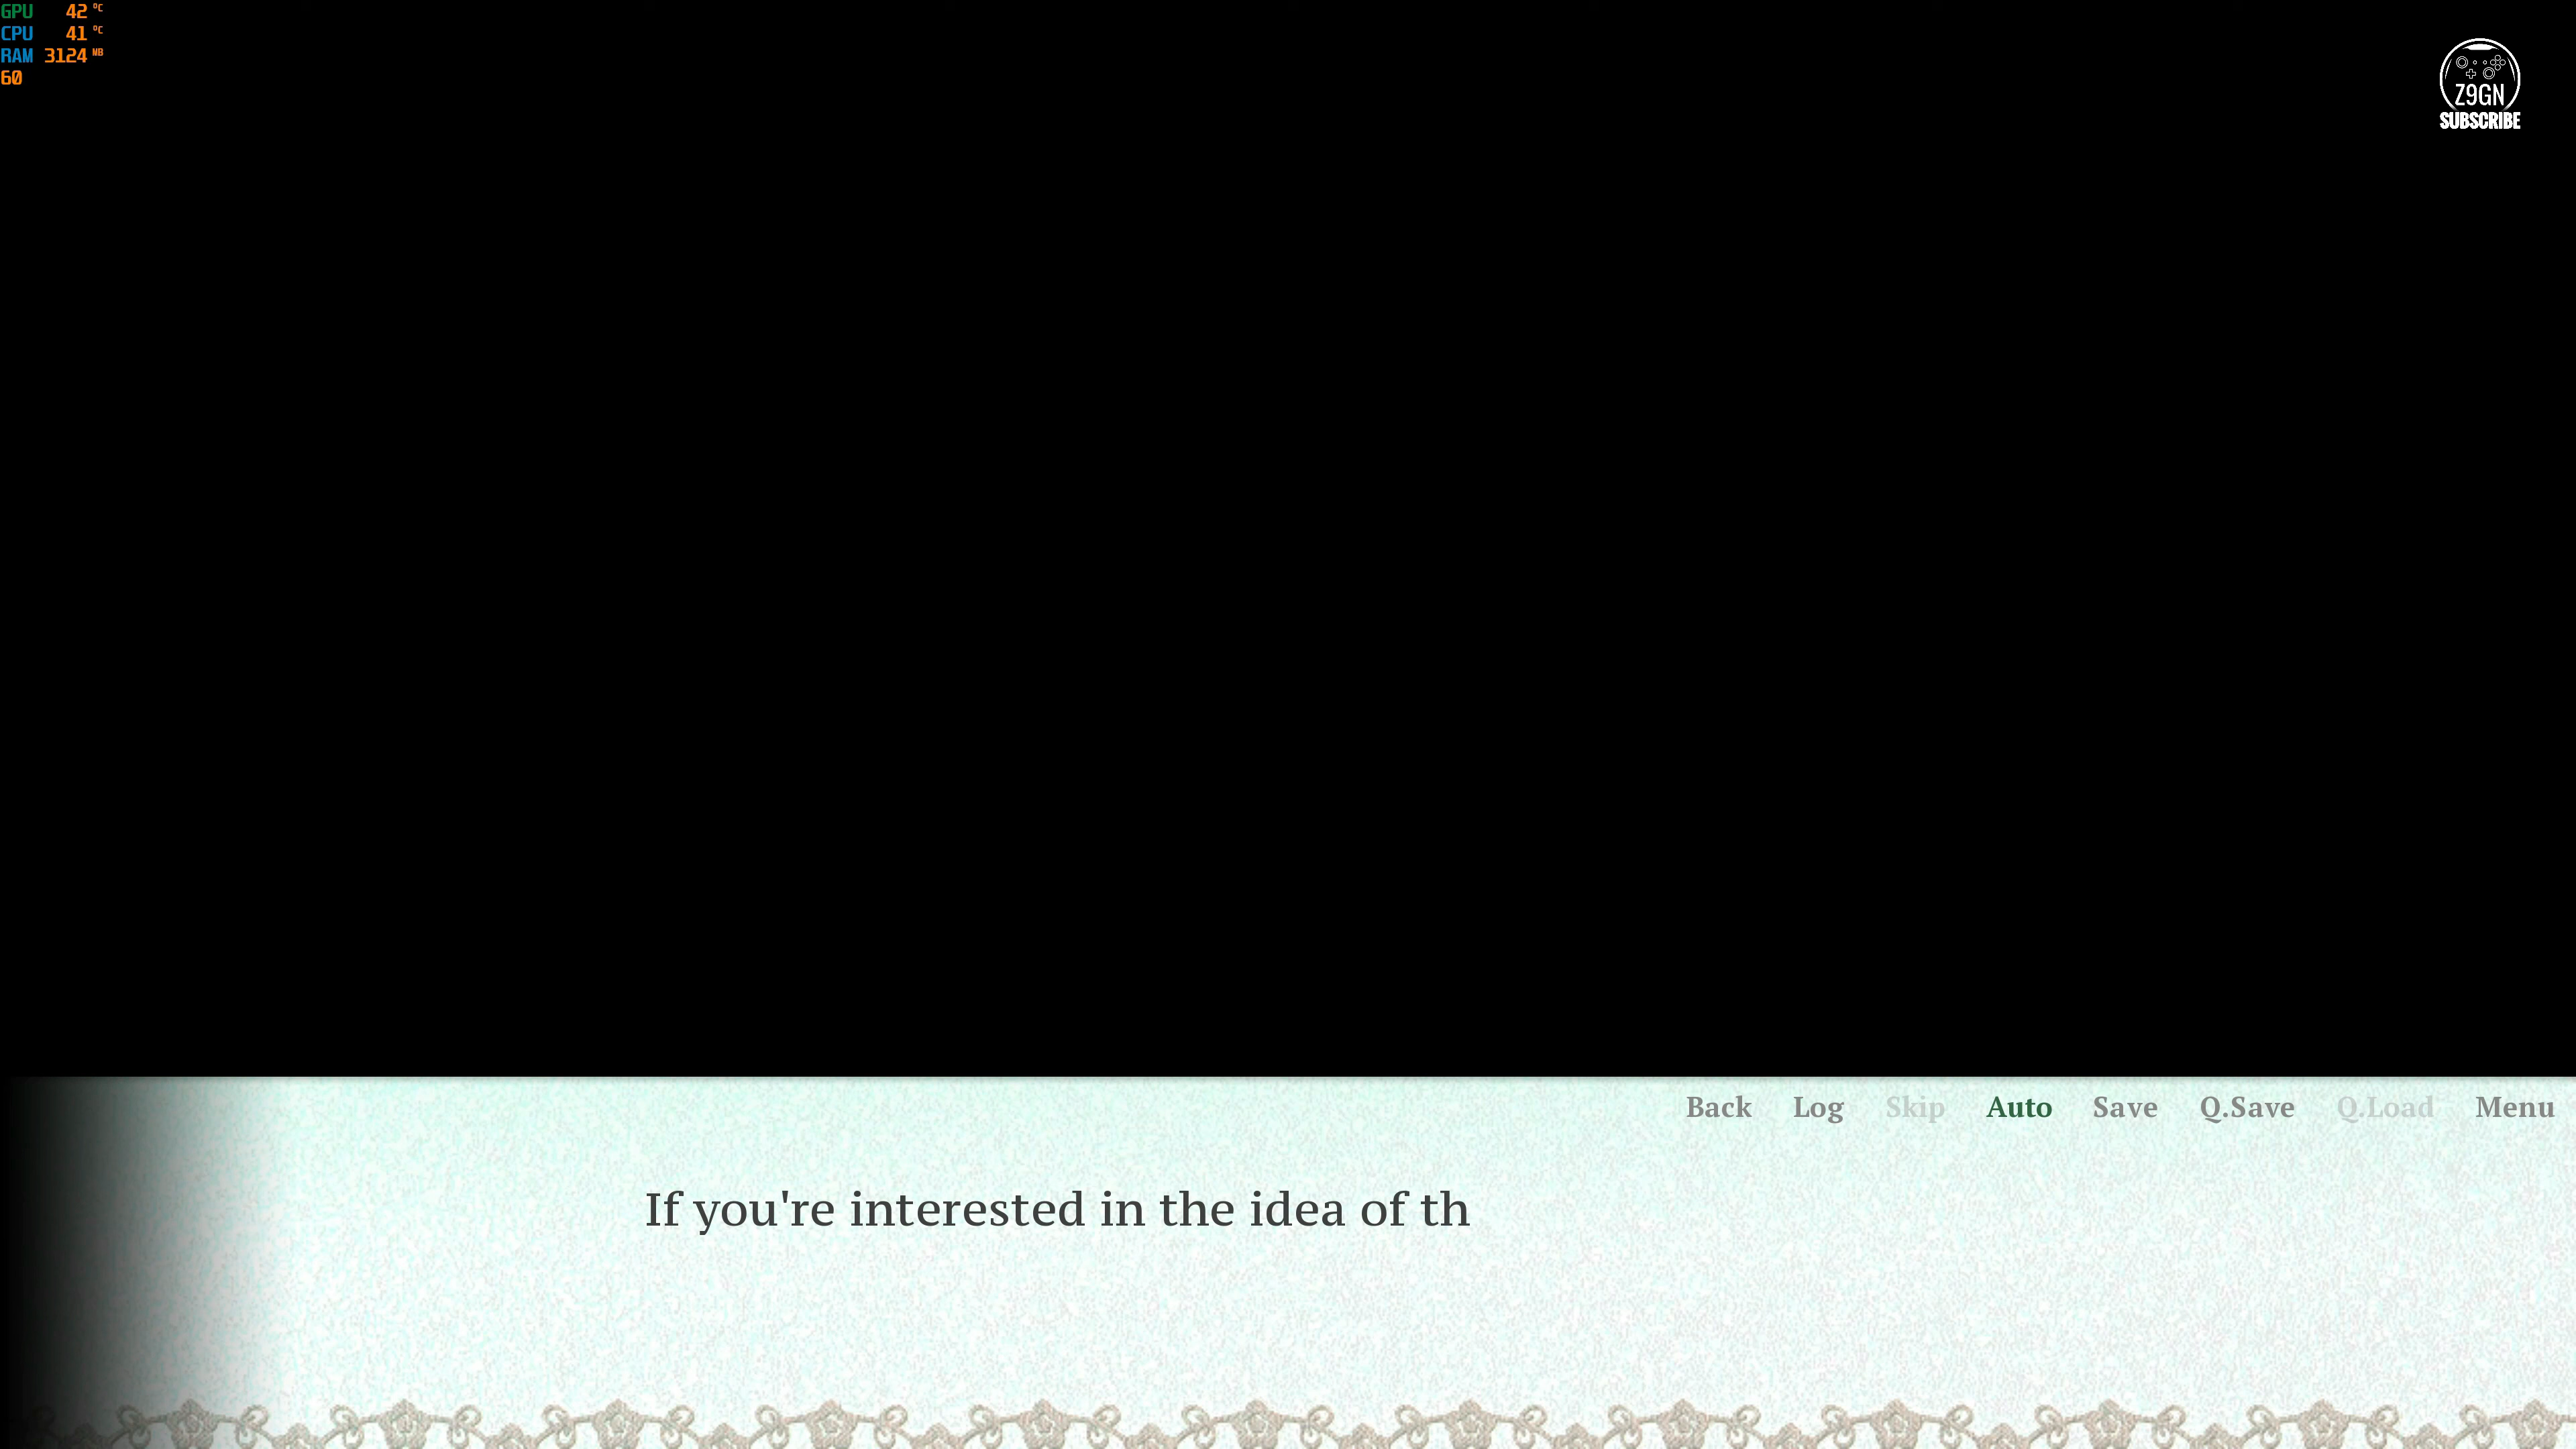 GPU 42 °C
CPU 41 °C
RAM 3124 MB
60
Z9GN
SUBSCRIBE
Back Log Skip Auto Save Q.Save Q.Load Menu
If you're interested in the idea of th